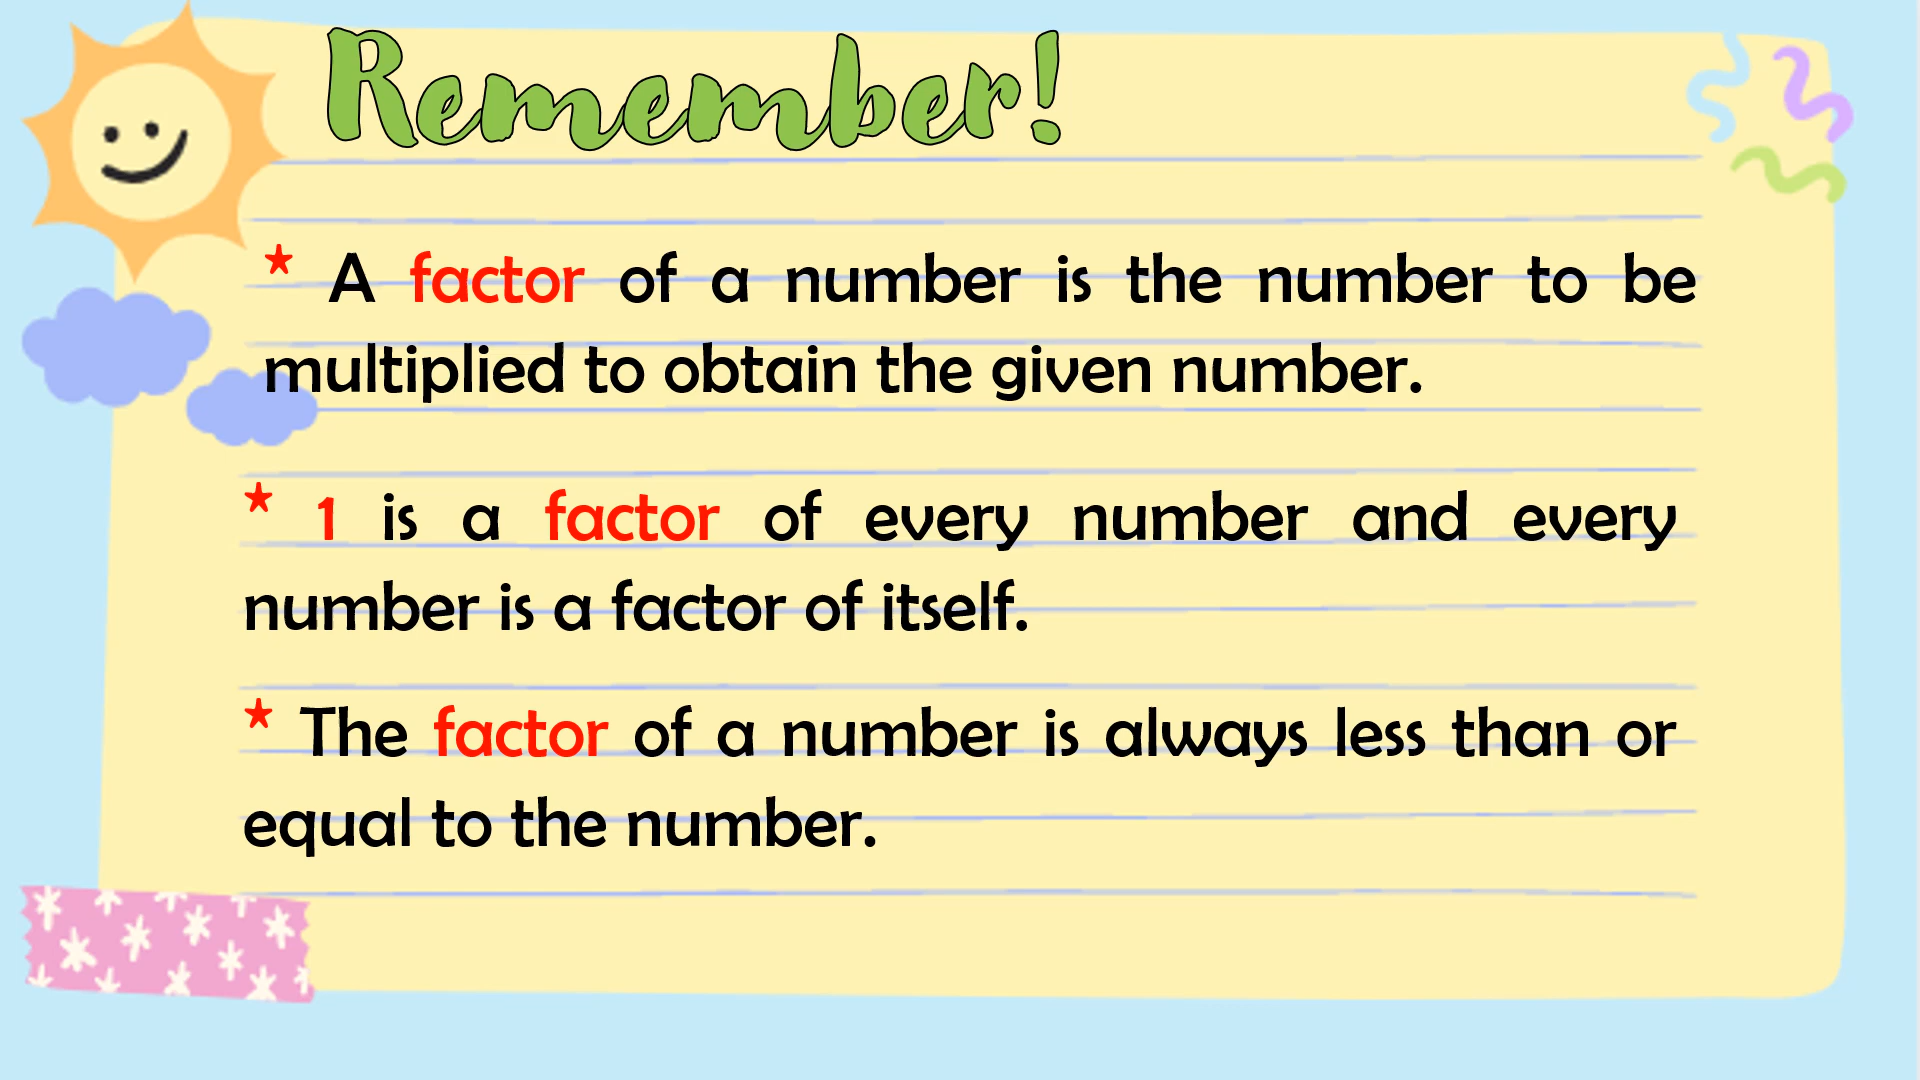 Remember!
* A factor of a number is the number to be
multiplied to obtain the given number.
* 1 is a factor of every number and every
number is a factor of itself.
* The factor of a number is always less than or
equal to the number.